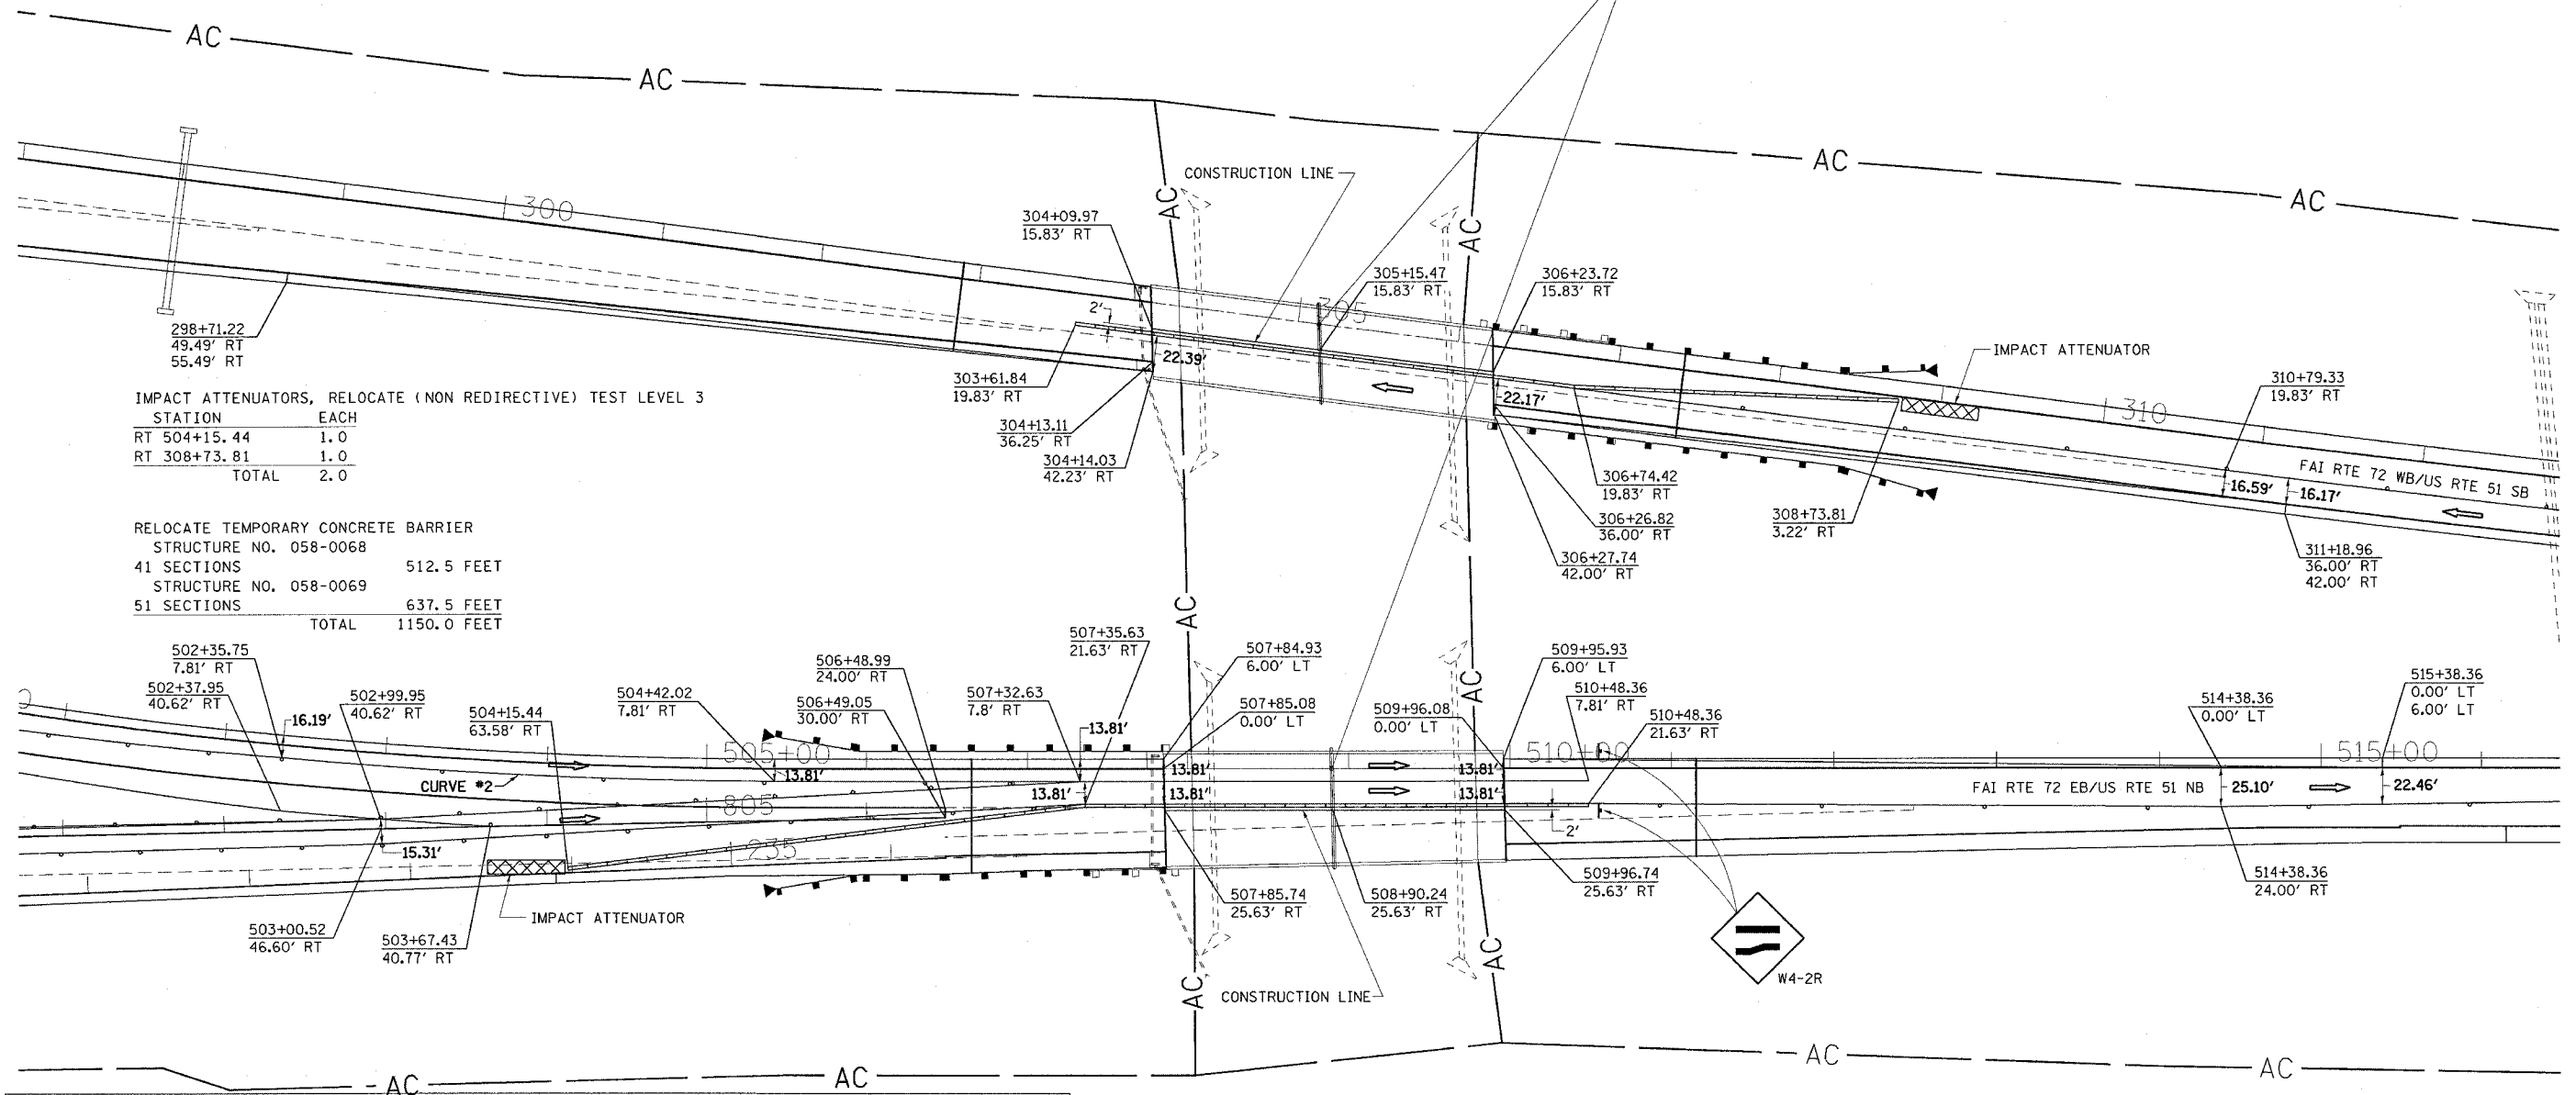 AC
AC
AC
AC
300
CONSTRUCTION LINE
AC
AC
304+09.97
15.83' RT
305+15.47
15.83' RT
306+23.72
15.83' RT
305
2'
298+71.22
49.49' RT
55.49' RT
22.39'
303+61.84
19.83' RT
IMPACT ATTENUATOR
310+79.33
19.83' RT
22.17'
310
304+13.11
36.25' RT
304+14.03
42.23' RT
306+74.42
19.83' RT
FAI RTE 72 WB/US RTE 51 SB
16.59'
16.17'
306+26.82
36.00' RT
308+73.81
3.22' RT
306+27.74
42.00' RT
311+18.96
36.00' RT
42.00' RT
IMPACT ATTENUATORS, RELOCATE (NON REDIRECTIVE) TEST LEVEL 3
STATION EACH
RT 504+15.44 1.0
RT 308+73.81 1.0
TOTAL 2.0
RELOCATE TEMPORARY CONCRETE BARRIER
STRUCTURE NO. 058-0068
41 SECTIONS 512.5 FEET
STRUCTURE NO. 058-0069
51 SECTIONS 637.5 FEET
TOTAL 1150.0 FEET
AC
AC
502+35.75
7.81' RT
502+37.95
40.62' RT
502+99.95
40.62' RT
16.19'
504+15.44
63.58' RT
504+42.02
7.81' RT
506+48.99
24.00' RT
506+49.05
30.00' RT
507+35.63
21.63' RT
507+32.63
7.8' RT
507+84.93
6.00' LT
507+85.08
0.00' LT
509+95.93
6.00' LT
509+96.08
0.00' LT
510+48.36
7.81' RT
510+48.36
21.63' RT
514+38.36
0.00' LT
515+38.36
0.00' LT
6.00' LT
0
505+00
510+00
515+00
13.81'
13.81'
13.81'
13.81'
CURVE #2
13.81'
13.81'
13.81'
805
FAI RTE 72 EB/US RTE 51 NB
25.10'
22.46'
2'
235
15.31'
IMPACT ATTENUATOR
503+00.52
46.60' RT
503+67.43
40.77' RT
507+85.74
25.63' RT
508+90.24
25.63' RT
509+96.74
25.63' RT
514+38.36
24.00' RT
W4-2R
CONSTRUCTION LINE
AC
AC
AC
AC
AC
AC